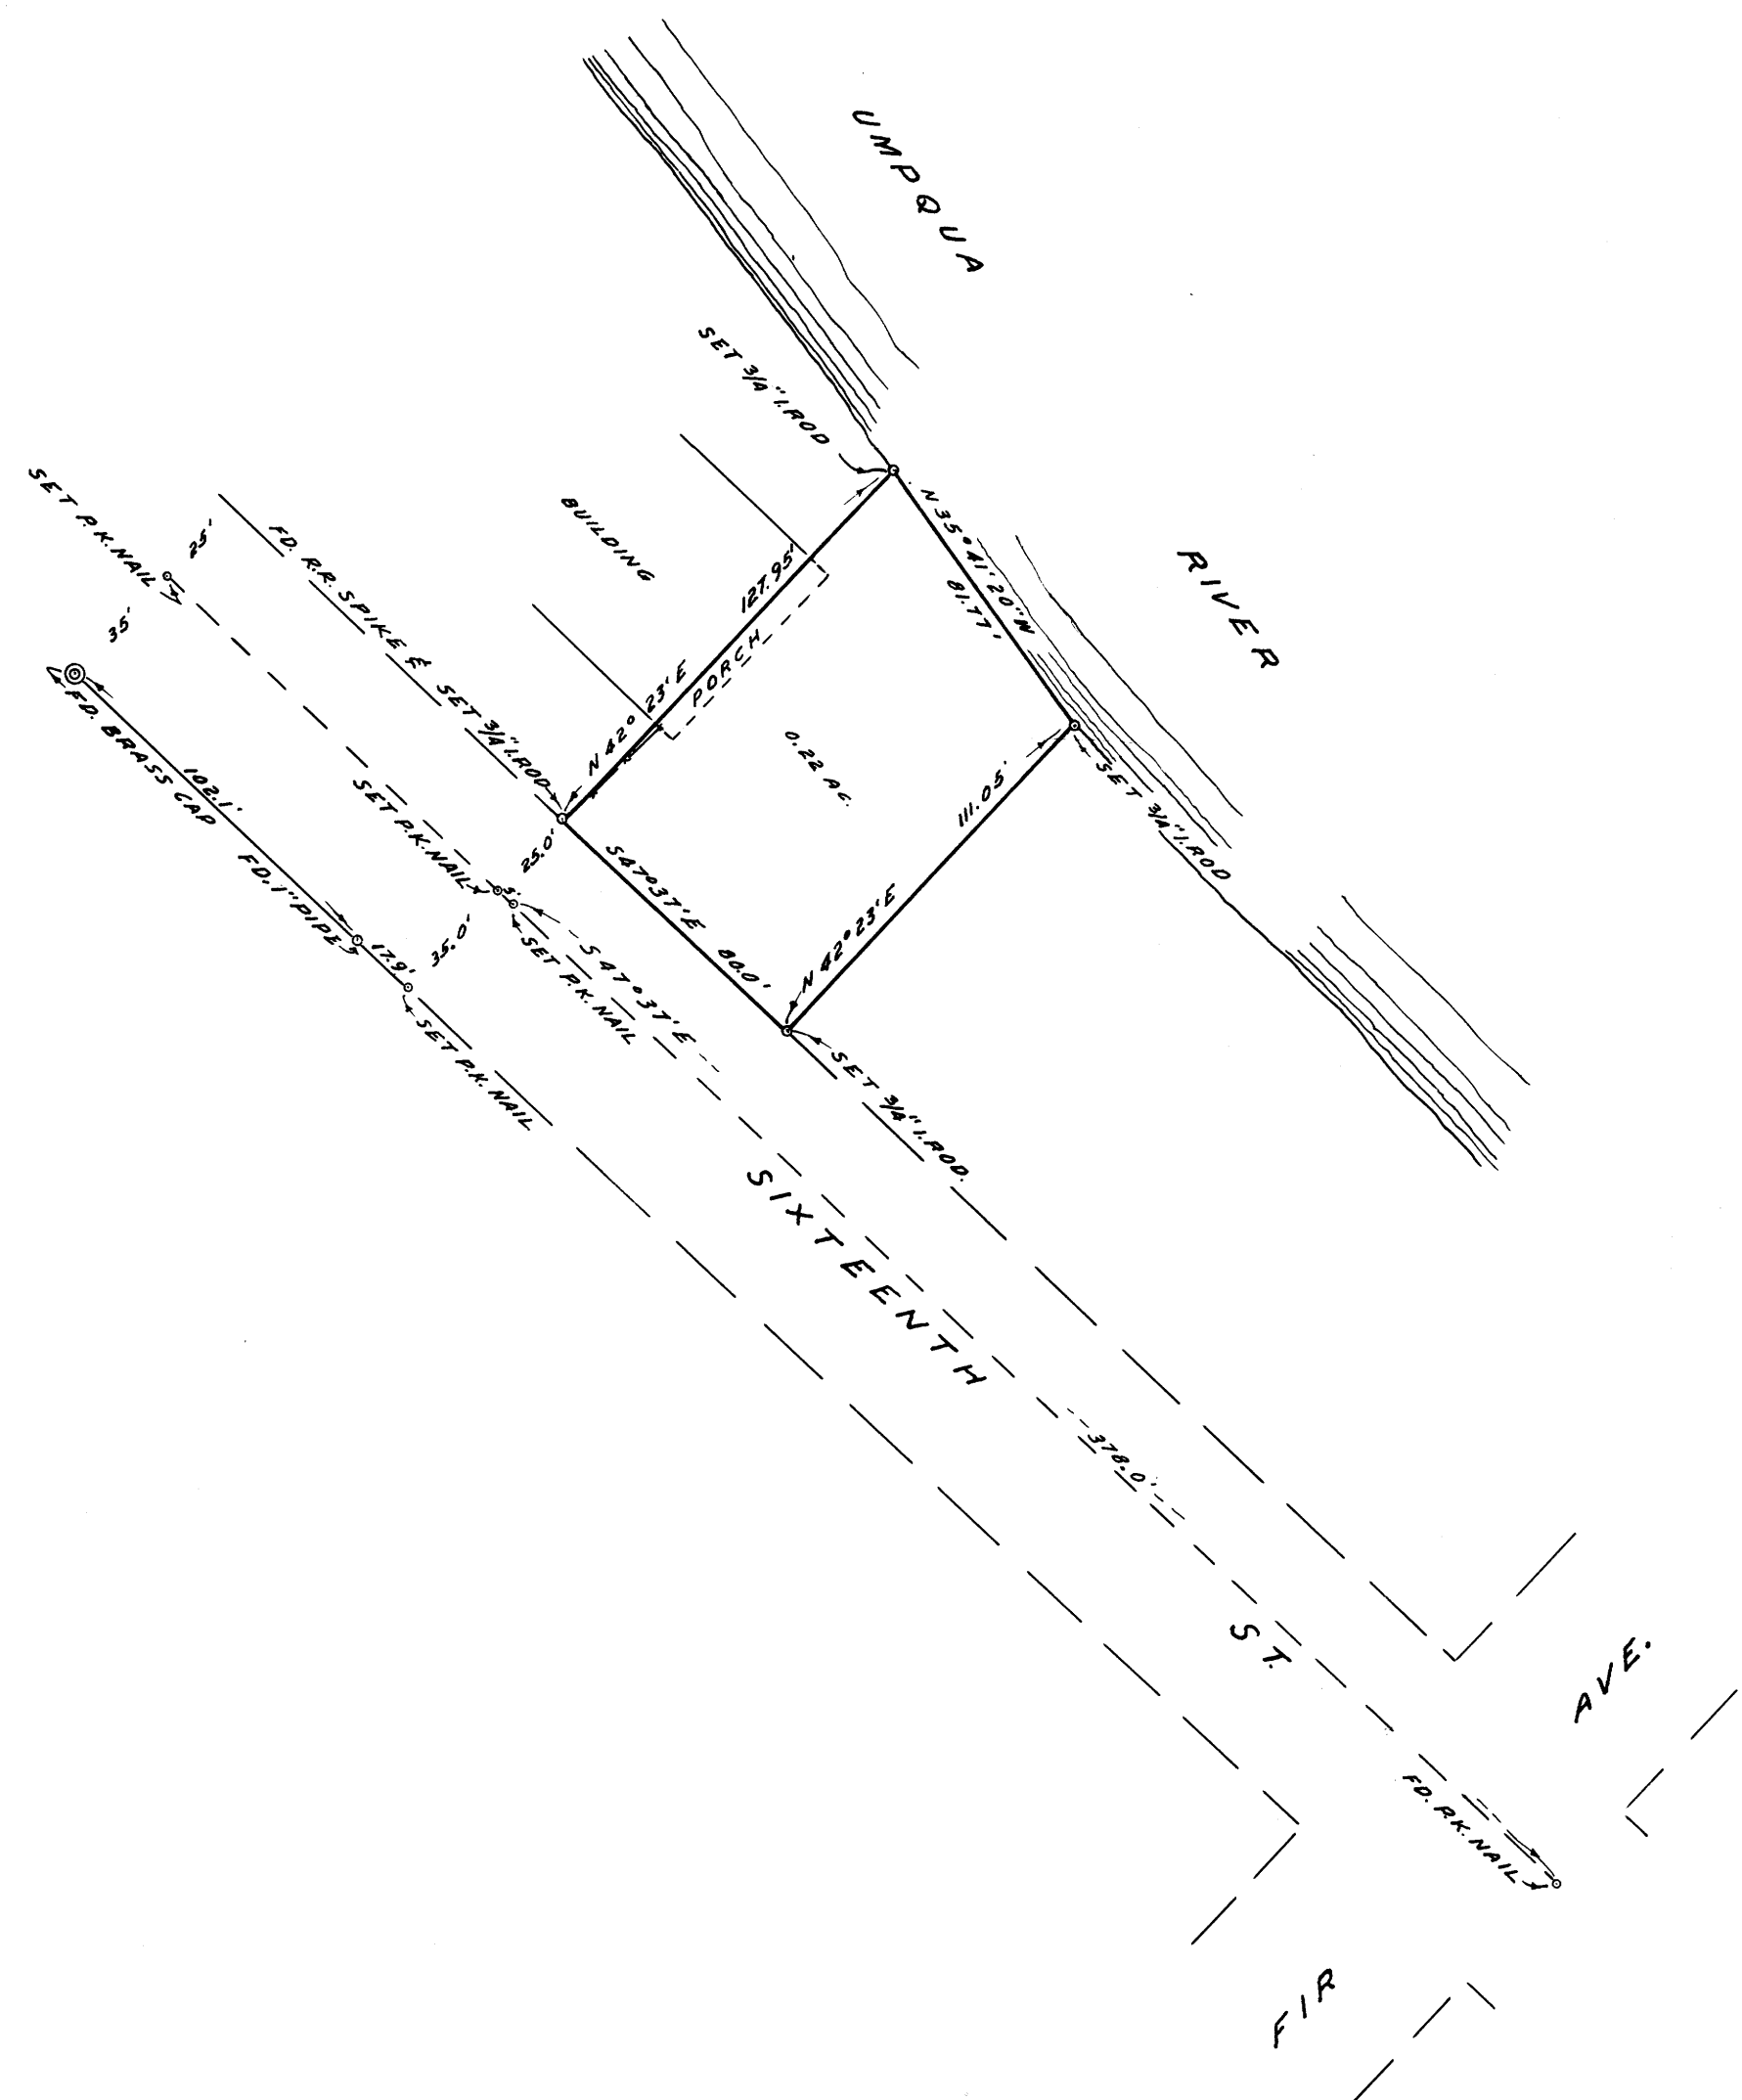 UMPQUA
RIVER
SET 3/4" I. ROD
N 35° 41' 20" W
81.77'
BUILDING
127.95'
N 42° 23' E
PORCH
0.22 AC.
111.05'
N 42° 23' E
SET 3/4" I. ROD
SET P.K. NAIL
25'
35'
FD. R.R. SPIKE & SET 3/4" I. ROD
FD. BRASS CAP
102.1'
FD. 1" PIPE
17.9'
SET P.K. NAIL
35.0'
SET P.K. NAIL
25.0'
5'
SET P.K. NAIL
S 47° 37' E
S 47° 37' E
80.0'
SET 3/4" I. ROD.
SIXTEENTH
378.0'
ST.
FD. P.K. NAIL
FIR
AVE.